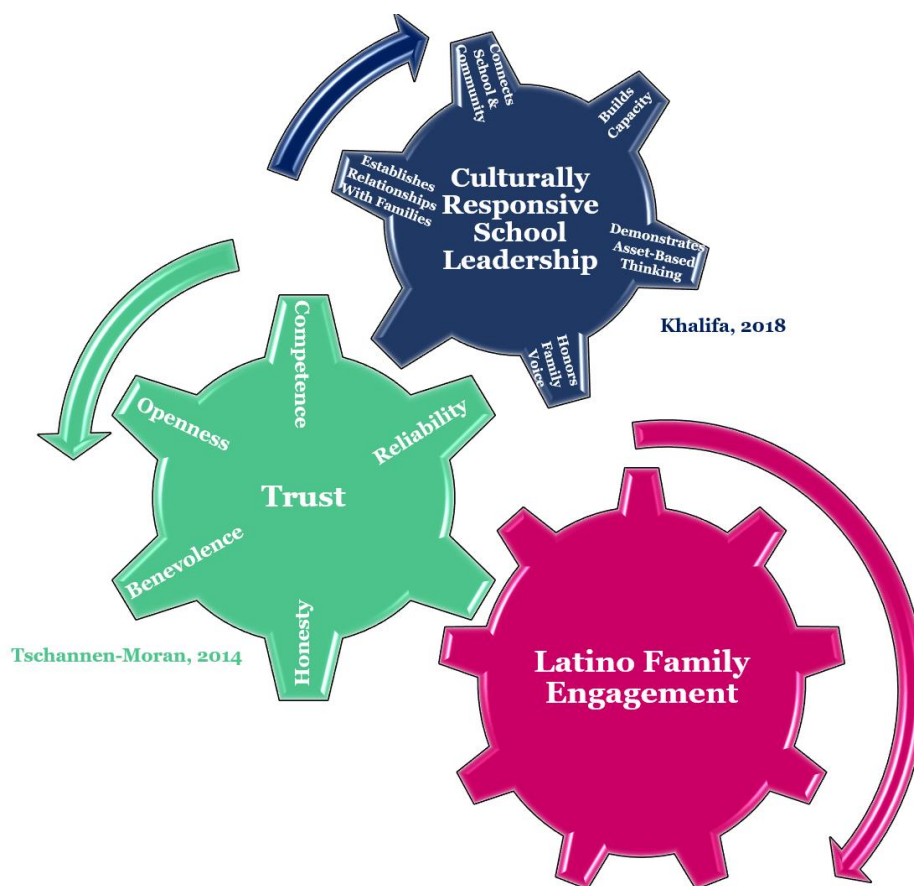 Connects
School &
Community
Builds
Capacity
Establishes
Relationships
With Families
Culturally
Responsive
School
Leadership
Demonstrates
Asset-Based
Thinking
Honors
Family
Voice
Khalifa, 2018
Competence
Openness
Reliability
Trust
Benevolence
Honesty
Tschannen-Moran, 2014
Latino Family
Engagement